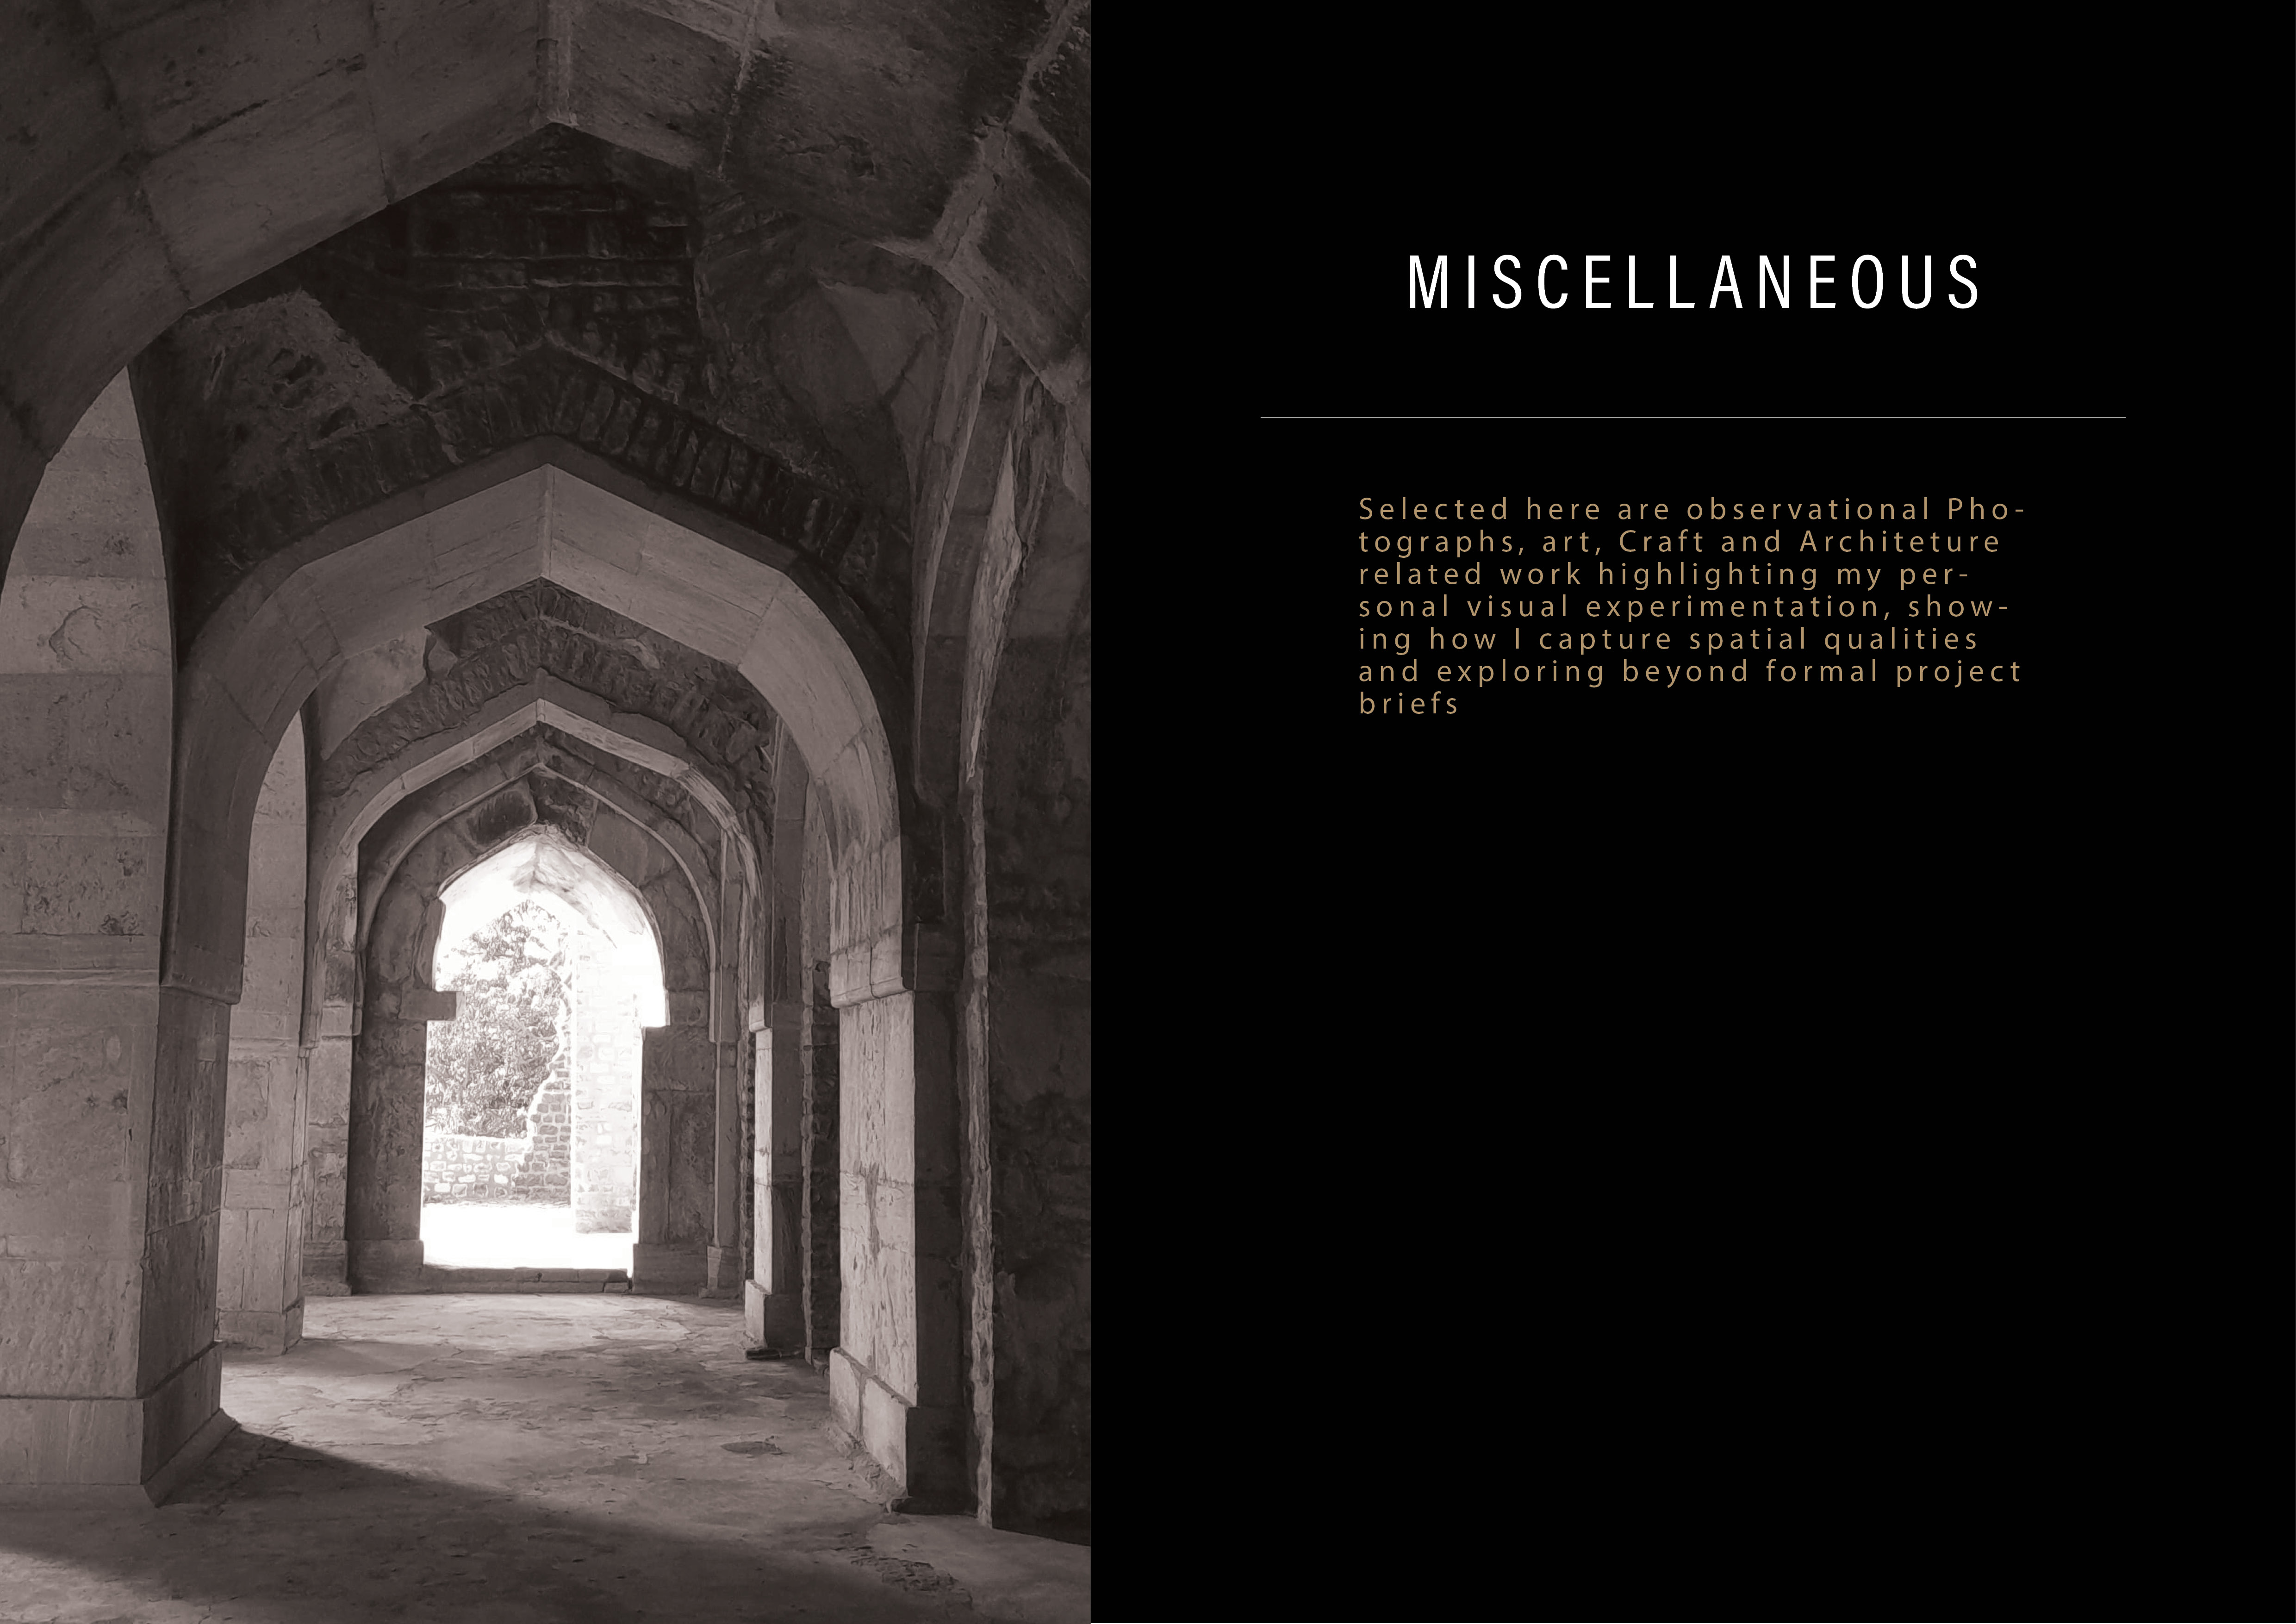 MISCELLANEOUS
Selected here are observational Pho-
tographs, art, Craft and Architeture
related work highlighting my per-
sonal visual experimentation, show-
ing how I capture spatial qualities
and exploring beyond formal project
briefs